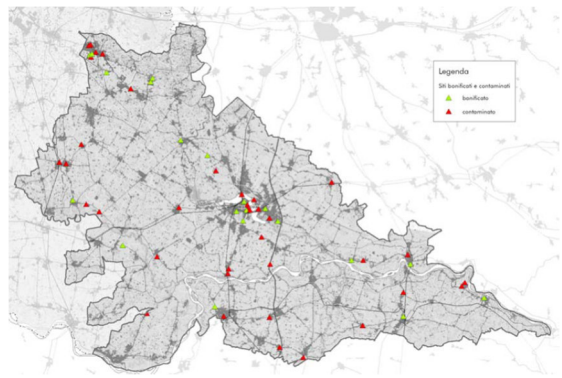 Legenda
Siti bonificati e contaminati
bonificato
contaminato